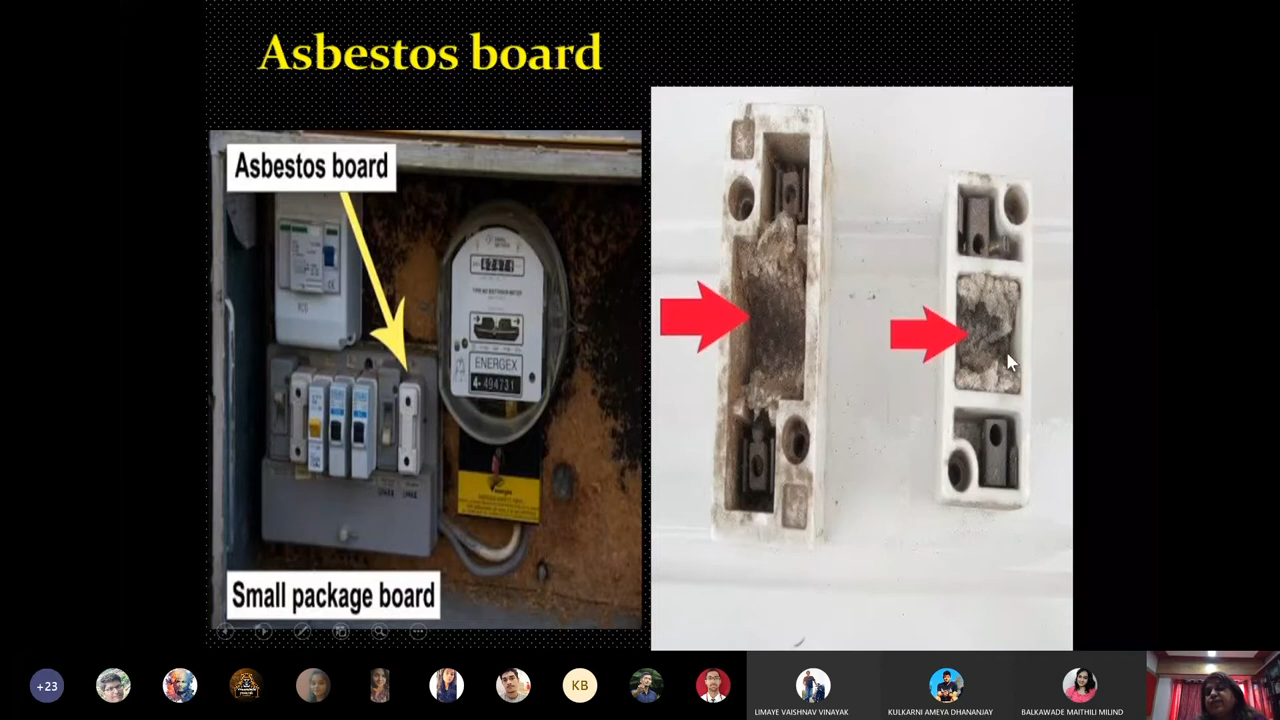 Asbestos board
Asbestos board
ENERGEX
494731
Small package board
+23
KB
LIMAYE VAISHNAV VINAYAK
KULKARNI AMEYA DHANANJAY
BALKAWADE MAITHILI MILIND